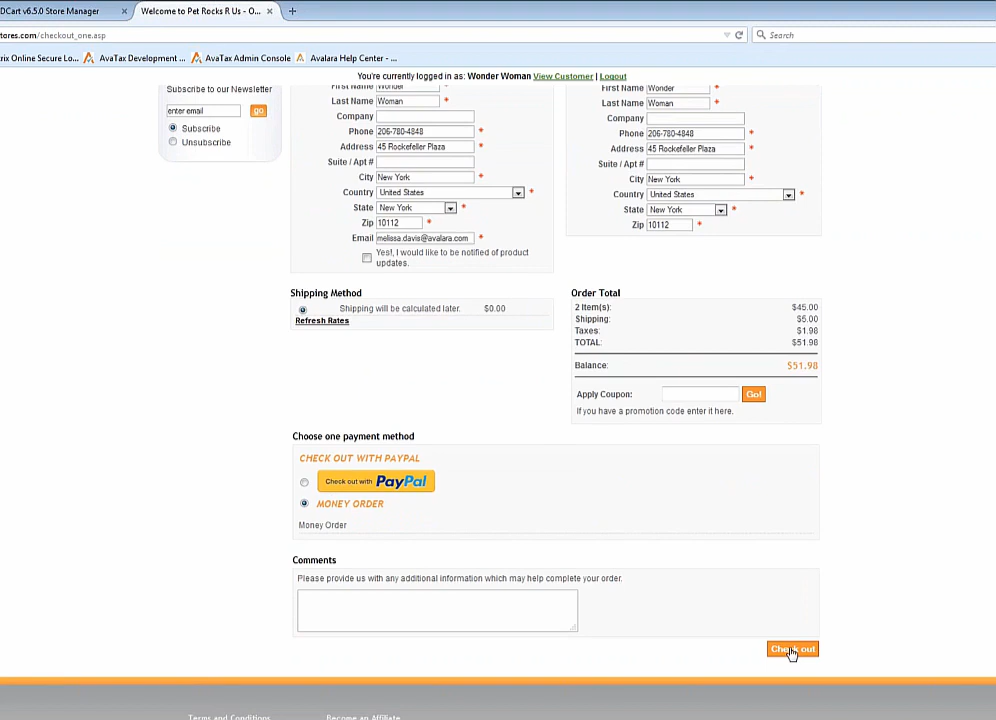 DCart v6.5.0 Store Manager × Welcome to Pet Rocks R Us - O... × +
tores.com/checkout_one.asp Search
rix Online Secure Lo... AvaTax Development ... AvaTax Admin Console Avalara Help Center - ...
You're currently logged in as: Wonder Woman View Customer | Logout
Subscribe to our Newsletter
enter email go
Subscribe
Unsubscribe
First Name Wonder *
Last Name Woman *
Company
Phone 206-780-4848 *
Address 45 Rockefeller Plaza *
Suite / Apt #
City New York *
Country United States *
State New York *
Zip 10112 *
Email melissa.davis@avalara.com *
Yes!, I would like to be notified of product
updates.
First Name Wonder *
Last Name Woman *
Company
Phone 206-780-4848 *
Address 45 Rockefeller Plaza *
Suite / Apt #
City New York *
Country United States *
State New York *
Zip 10112 *
Shipping Method
Shipping will be calculated later. $0.00
Refresh Rates
Order Total
2 Item(s): $45.00
Shipping: $5.00
Taxes: $1.98
TOTAL: $51.98
Balance: $51.98
Apply Coupon: Go!
If you have a promotion code enter it here.
Choose one payment method
CHECK OUT WITH PAYPAL
Check out with PayPal
MONEY ORDER
Money Order
Comments
Please provide us with any additional information which may help complete your order.
Check out
Terms and Conditions Become an Affiliate